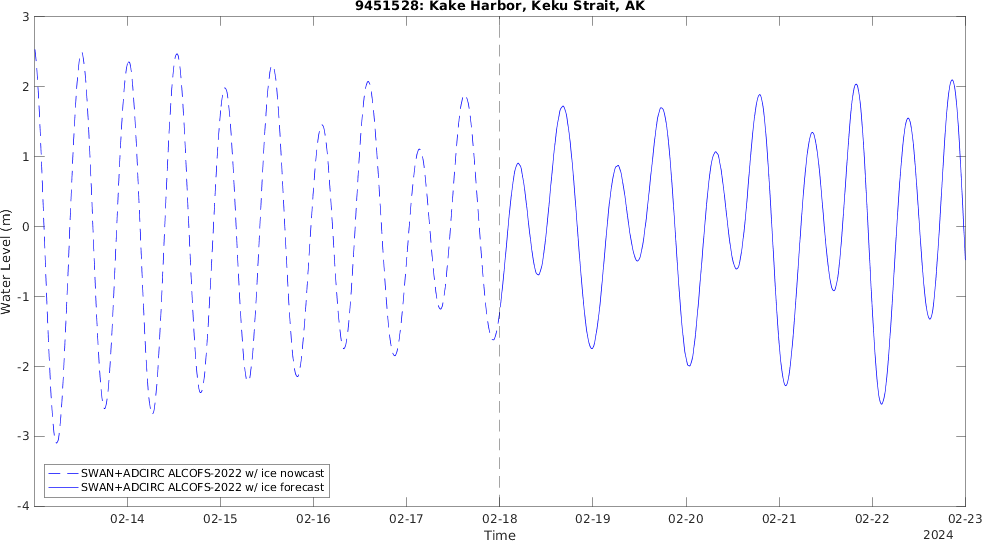 9451528: Kake Harbor, Keku Strait, AK
3
2
1
0
-1
-2
-3
-4
Water Level (m)
SWAN+ADCIRC ALCOFS-2022 w/ ice nowcast
SWAN+ADCIRC ALCOFS-2022 w/ ice forecast
02-14 02-15 02-16 02-17 02-18 02-19 02-20 02-21 02-22 02-23
Time
2024